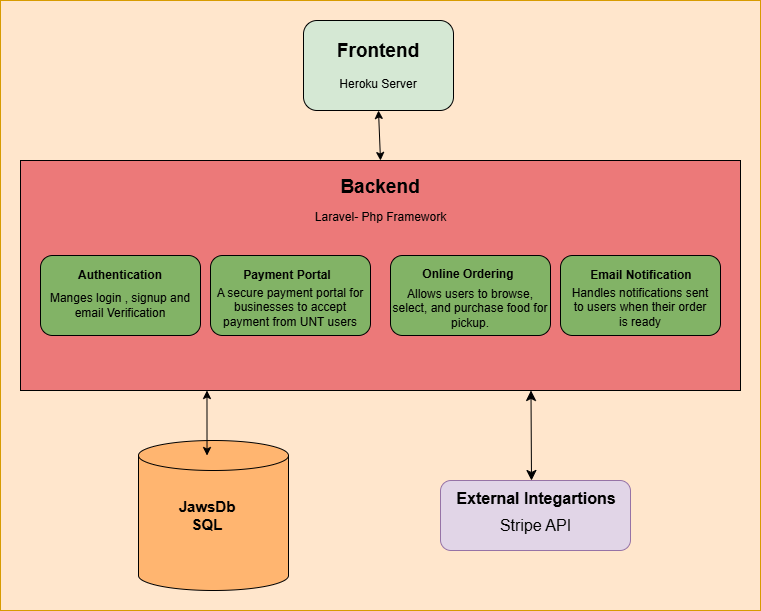 Frontend
Heroku Server
Backend
Laravel- Php Framework
Authentication
Manges login , signup and
email Verification
Payment Portal
A secure payment portal for
businesses to accept
payment from UNT users
Online Ordering
Allows users to browse,
select, and purchase food for
pickup.
Email Notification
Handles notifications sent
to users when their order
is ready
JawsDb
SQL
External Integartions
Stripe API